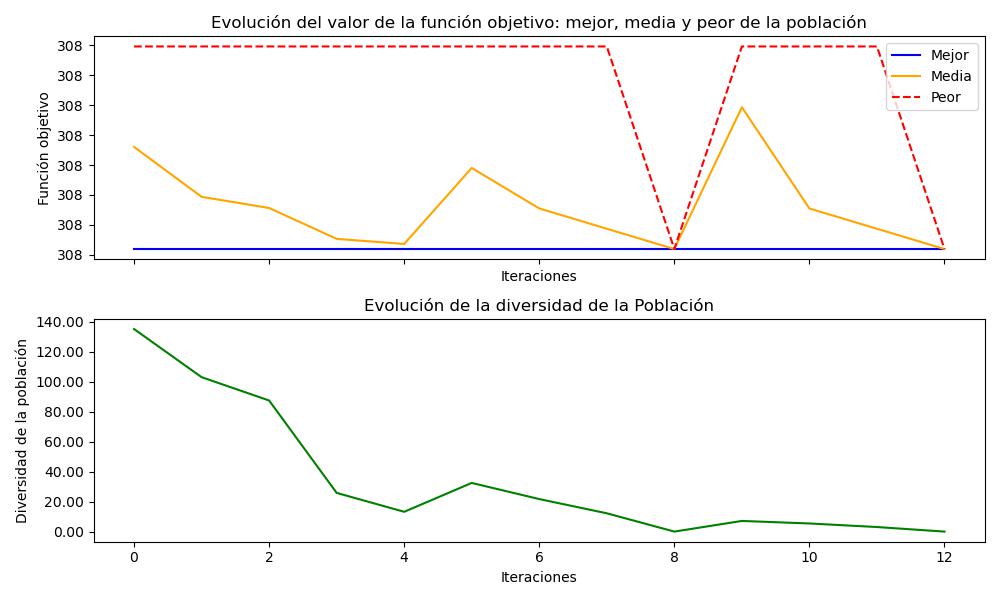 Evolución del valor de la función objetivo: mejor, media y peor de la población
308
308
308
308
308
308
308
308
Función objetivo
Mejor
Media
Peor
Iteraciones
Evolución de la diversidad de la Población
140.00
120.00
100.00
80.00
60.00
40.00
20.00
0.00
Diversidad de la población
0 2 4 6 8 10 12
Iteraciones